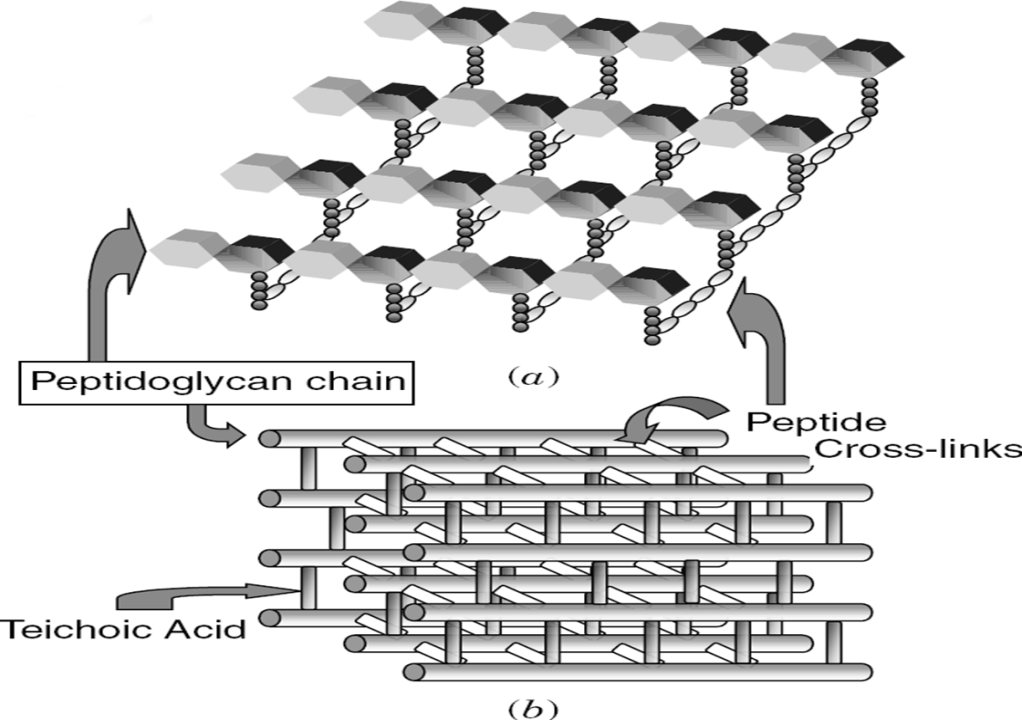 (a)
Peptidoglycan chain
Peptide
Cross-links
Teichoic Acid
(b)